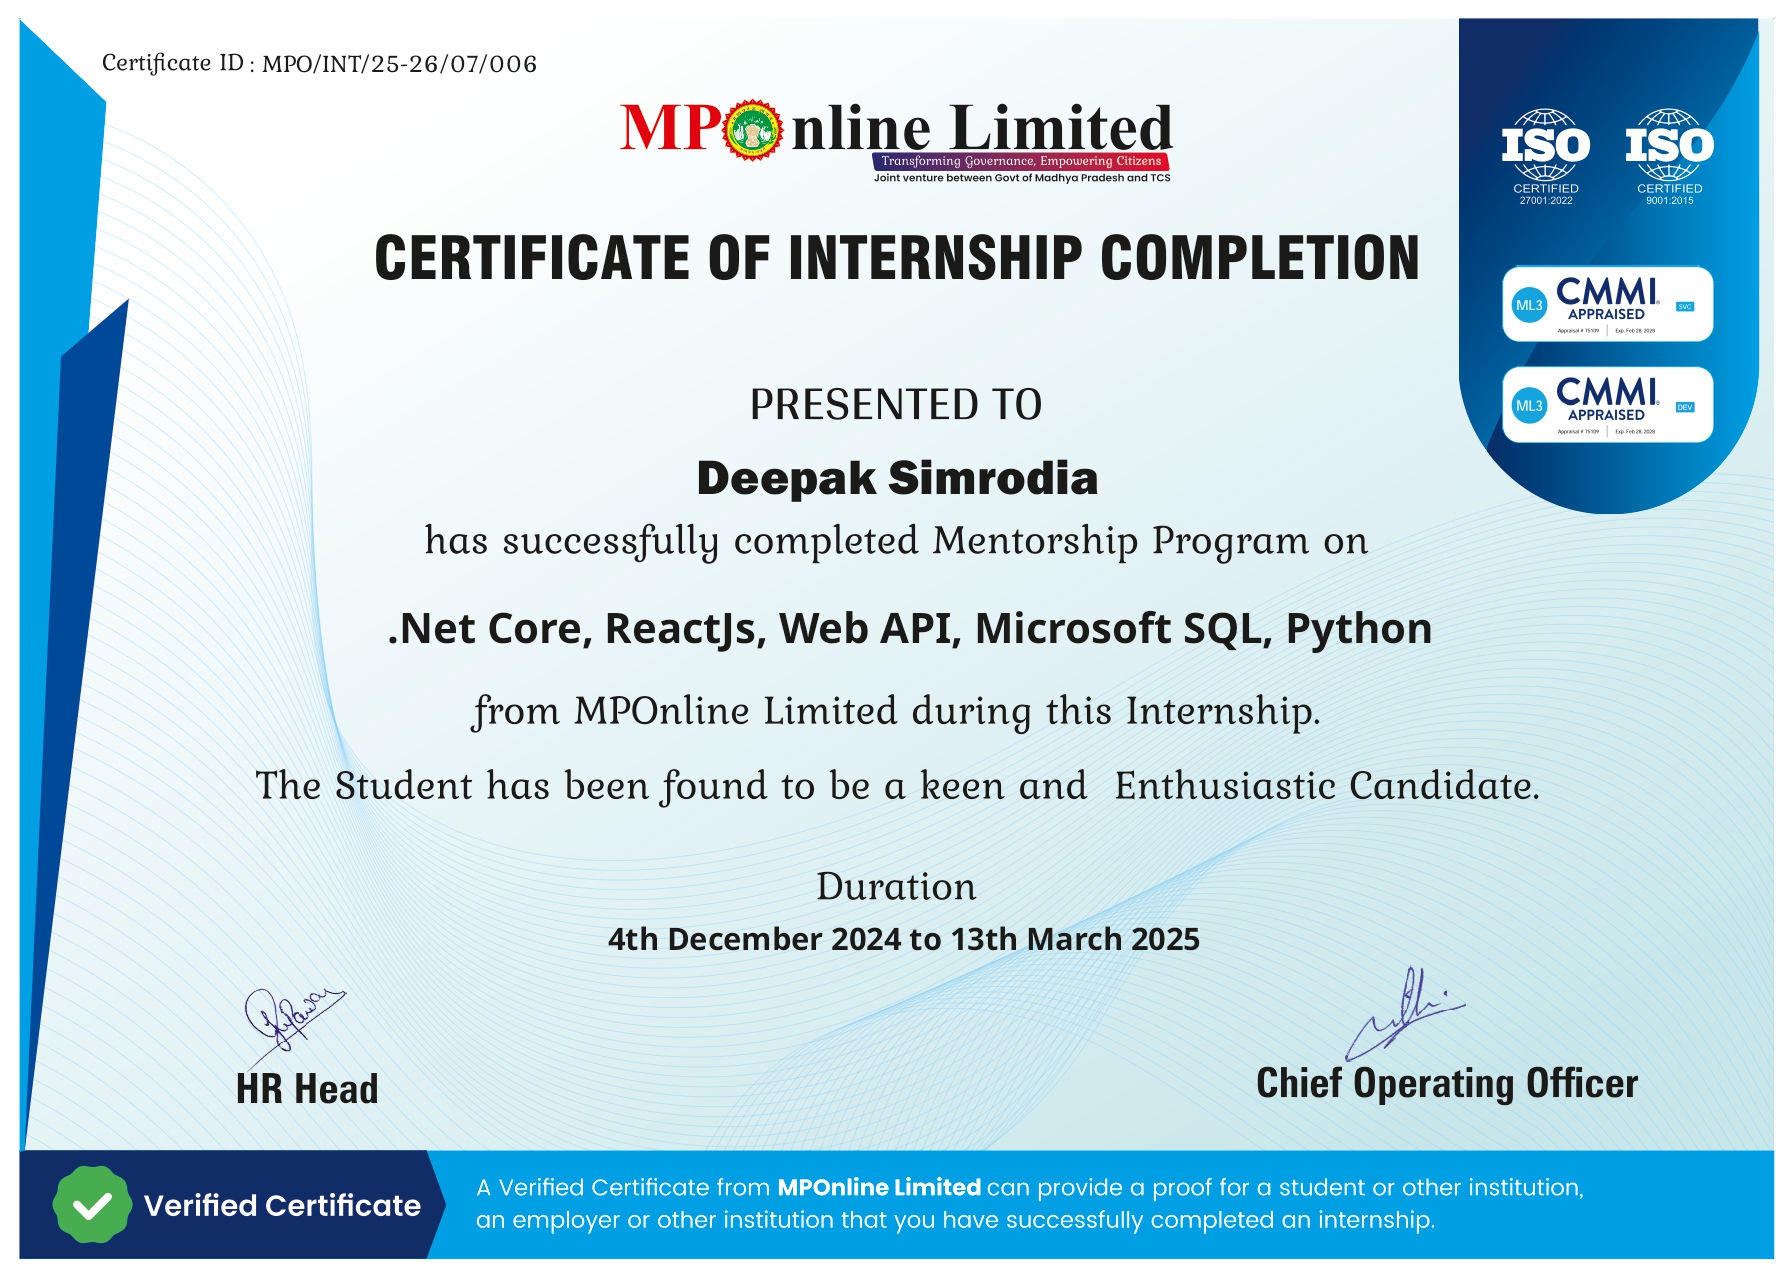 Certificate ID : MPO/INT/25-26/07/006
MPOnline Limited
Transforming Governance, Empowering Citizens
Joint venture between Govt of Madhya Pradesh and TCS
ISO ISO
CERTIFIED CERTIFIED
27001:2022 9001:2015
CERTIFICATE OF INTERNSHIP COMPLETION
ML3 CMMI® SVC
APPRAISED
Appraisal # 75109 Exp. Feb 28, 2028
ML3 CMMI® DEV
APPRAISED
Appraisal # 75109 Exp. Feb 28, 2028
PRESENTED TO
Deepak Simrodia
has successfully completed Mentorship Program on
.Net Core, ReactJs, Web API, Microsoft SQL, Python
from MPOnline Limited during this Internship.
The Student has been found to be a keen and Enthusiastic Candidate.
Duration
4th December 2024 to 13th March 2025
HR Head
Chief Operating Officer
Verified Certificate
A Verified Certificate from MPOnline Limited can provide a proof for a student or other institution,
an employer or other institution that you have successfully completed an internship.